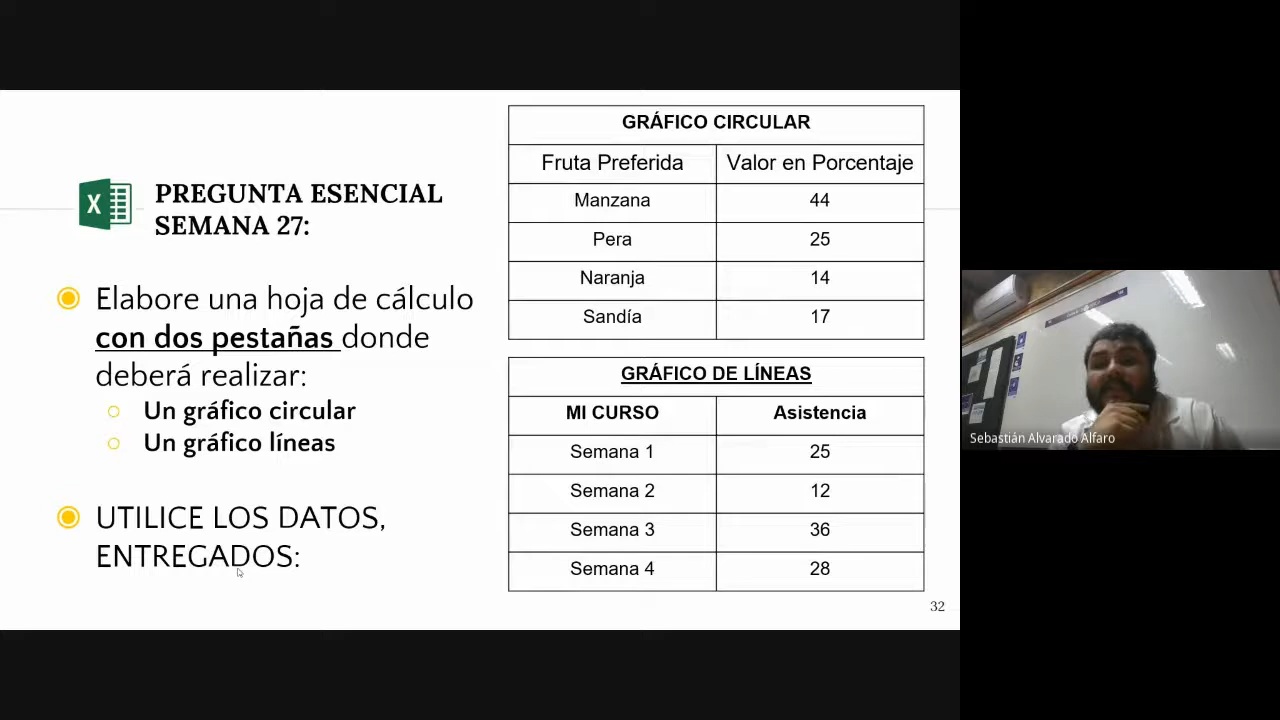 PREGUNTA ESENCIAL
SEMANA 27:
Elabore una hoja de cálculo
con dos pestañas donde
deberá realizar:
Un gráfico circular
Un gráfico líneas
UTILICE LOS DATOS,
ENTREGADOS:
GRÁFICO CIRCULAR
Fruta Preferida Valor en Porcentaje
Manzana 44
Pera 25
Naranja 14
Sandía 17
GRÁFICO DE LÍNEAS
MI CURSO Asistencia
Semana 1 25
Semana 2 12
Semana 3 36
Semana 4 28
32
X
Sebastián Alvarado Alfaro